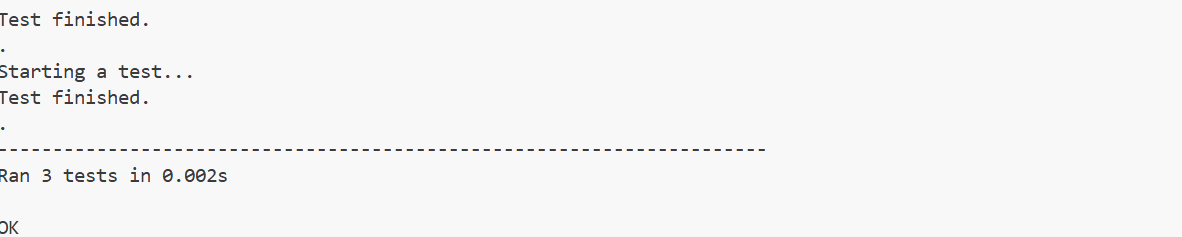 Test finished.
.
Starting a test...
Test finished.
.
----------------------------------------------------------------------
Ran 3 tests in 0.002s
OK